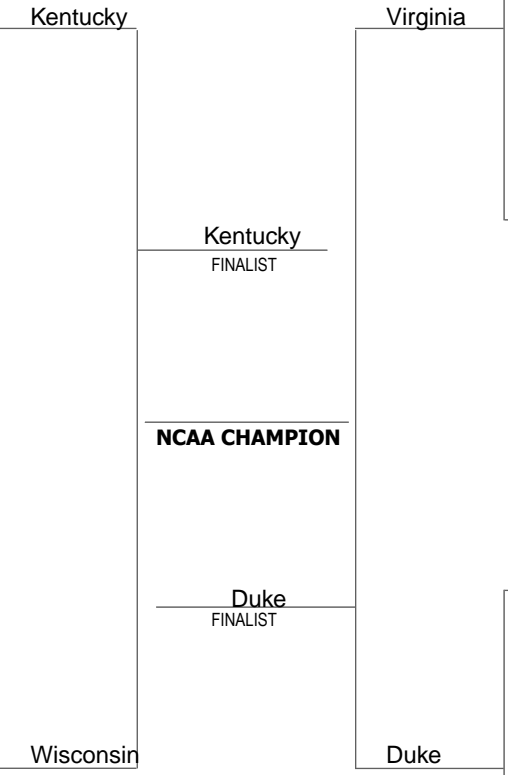 Kentucky
Virginia
Kentucky
FINALIST
NCAA CHAMPION
Duke
FINALIST
Wisconsin
Duke